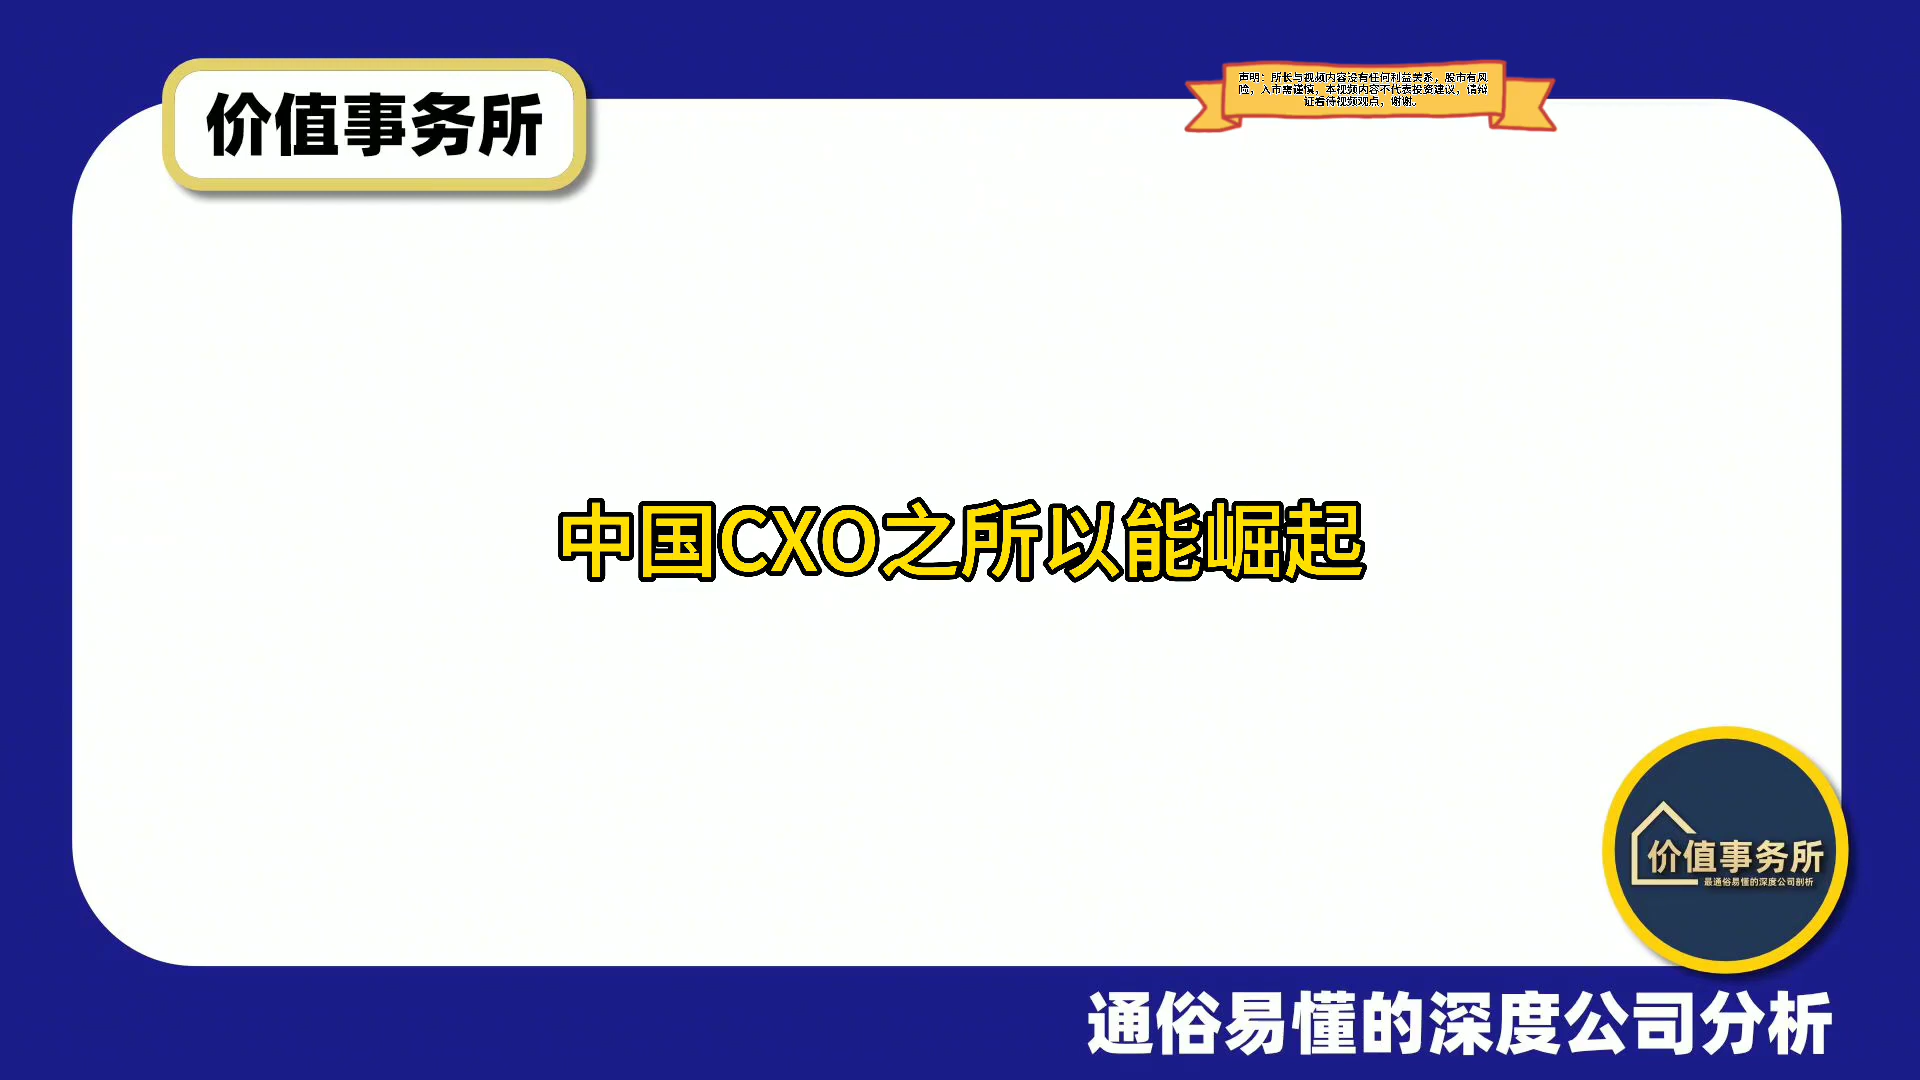 价值事务所
声明：所长与视频内容没有任何利益关系，股市有风
险，入市需谨慎，本视频内容不代表投资建议，请辩
证看待视频观点，谢谢。
中国CXO之所以能崛起
价值事务所
最通俗易懂的深度公司剖析
通俗易懂的深度公司分析